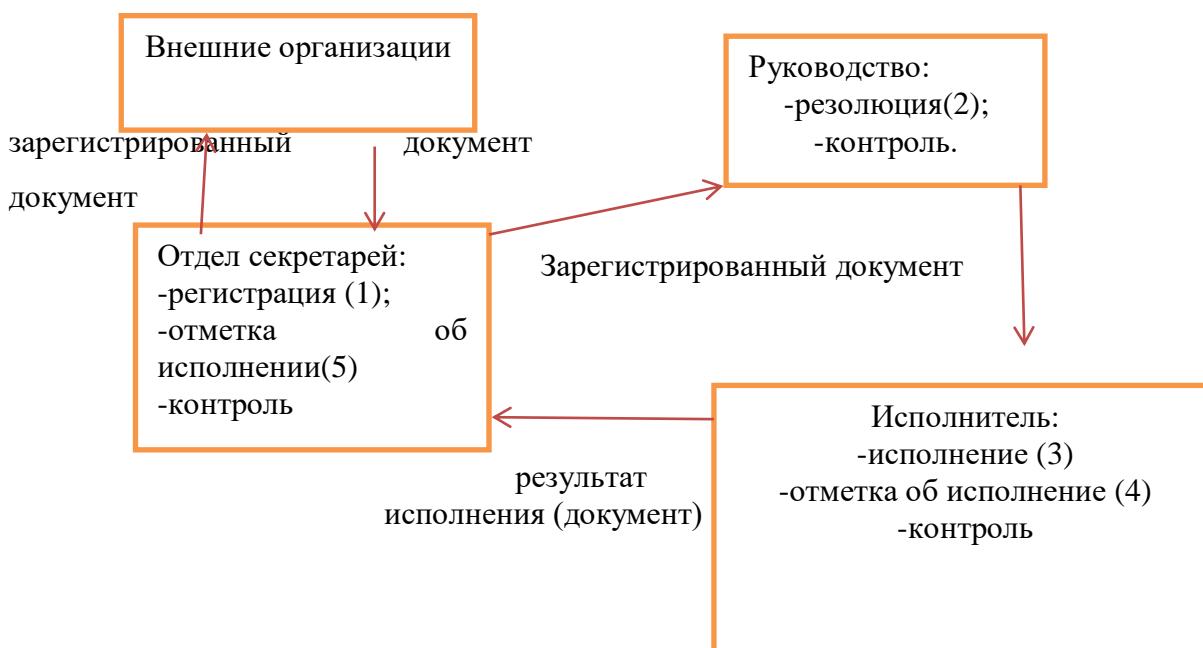 Внешние организации
Руководство:
-резолюция(2);
-контроль.
зарегистрированный документ
документ
Отдел секретарей:
-регистрация (1);
-отметка об
исполнении(5)
-контроль
Зарегистрированный документ
Исполнитель:
-исполнение (3)
-отметка об исполнение (4)
-контроль
результат
исполнения (документ)